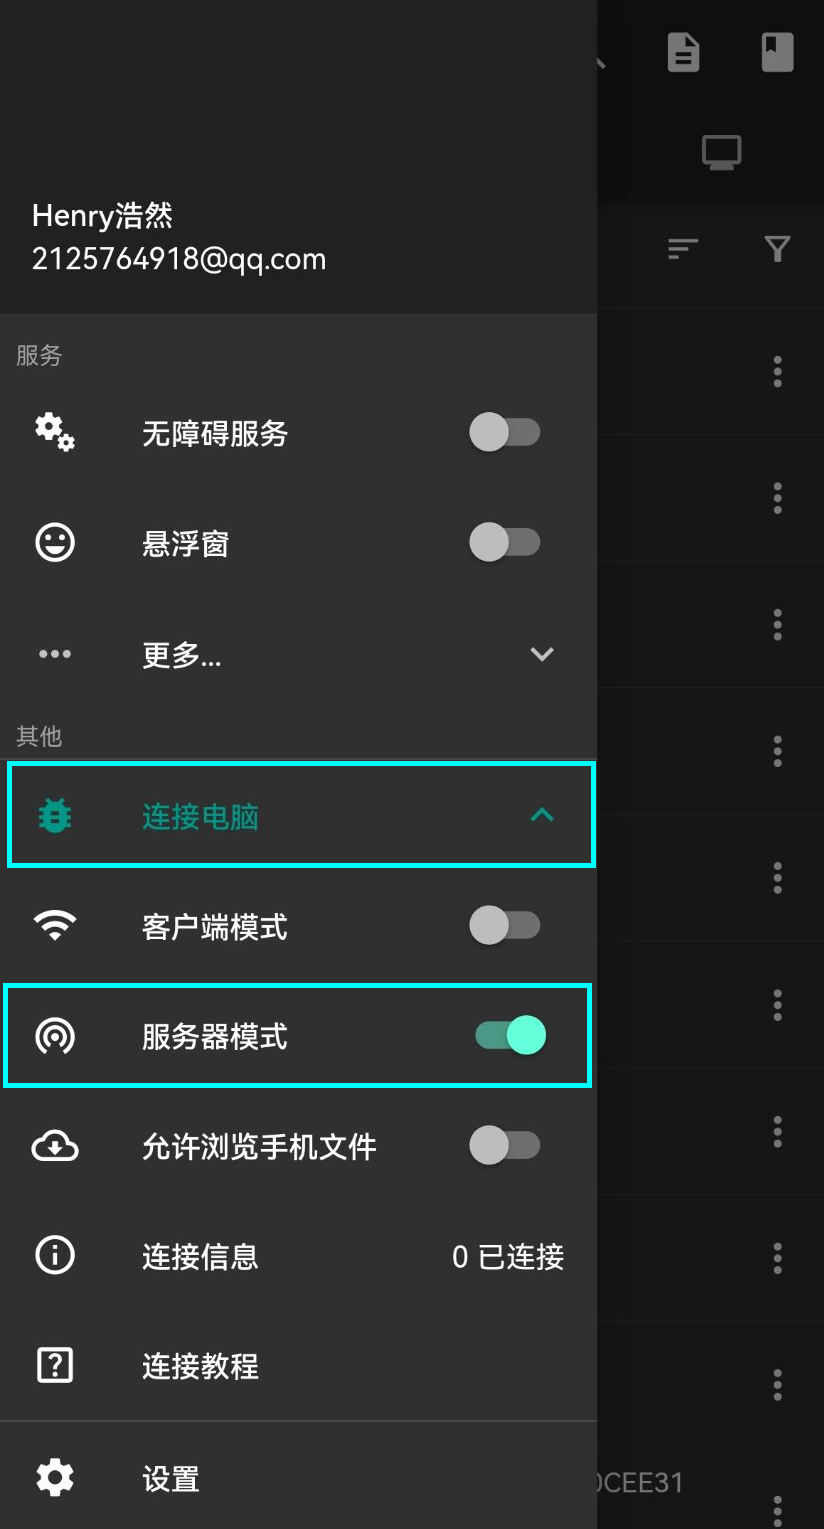 Henry浩然
2125764918@qq.com
服务
无障碍服务
悬浮窗
更多...
其他
连接电脑
客户端模式
服务器模式
允许浏览手机文件
连接信息 0 已连接
连接教程
设置
CEE31